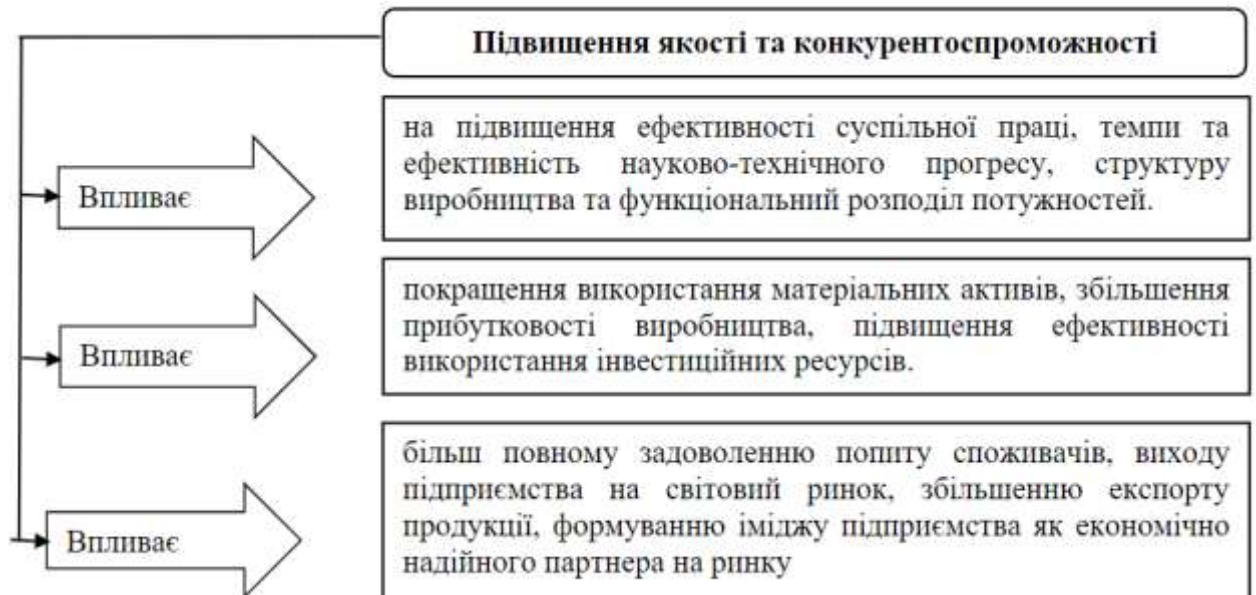 Підвищення якості та конкурентоспроможності
Впливає
на підвищення ефективності суспільної праці, темпи та
ефективність науково-технічного прогресу, структуру
виробництва та функціональний розподіл потужностей.
Впливає
покращення використання матеріальних активів, збільшення
прибутковості виробництва, підвищення ефективності
використання інвестиційних ресурсів.
Впливає
більш повному задоволенню попиту споживачів, виходу
підприємства на світовий ринок, збільшенню експорту
продукції, формуванню іміджу підприємства як економічно
надійного партнера на ринку